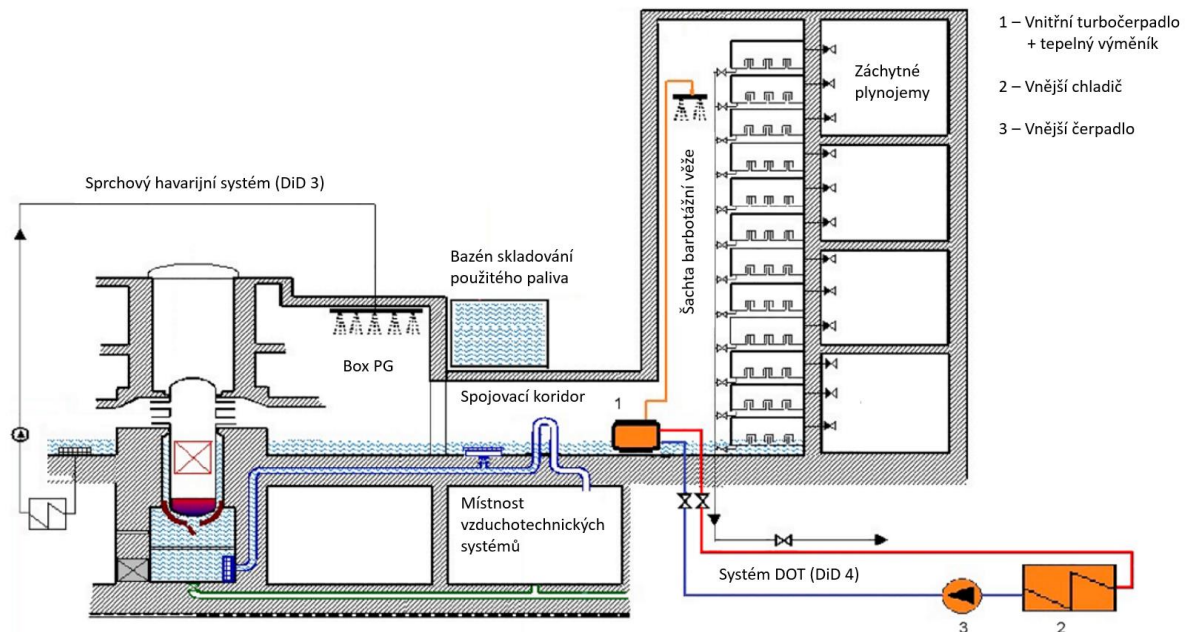 1 – Vnitřní turbočerpadlo
+ tepelný výměník
2 – Vnější chladič
3 – Vnější čerpadlo
Záchytné
plynojemy
Šachta barbotážní věže
Sprchový havarijní systém (DiD 3)
Bazén skladování
použitého paliva
Box PG
Spojovací koridor
1
Místnost
vzduchotechnických
systémů
Systém DOT (DiD 4)
3
2